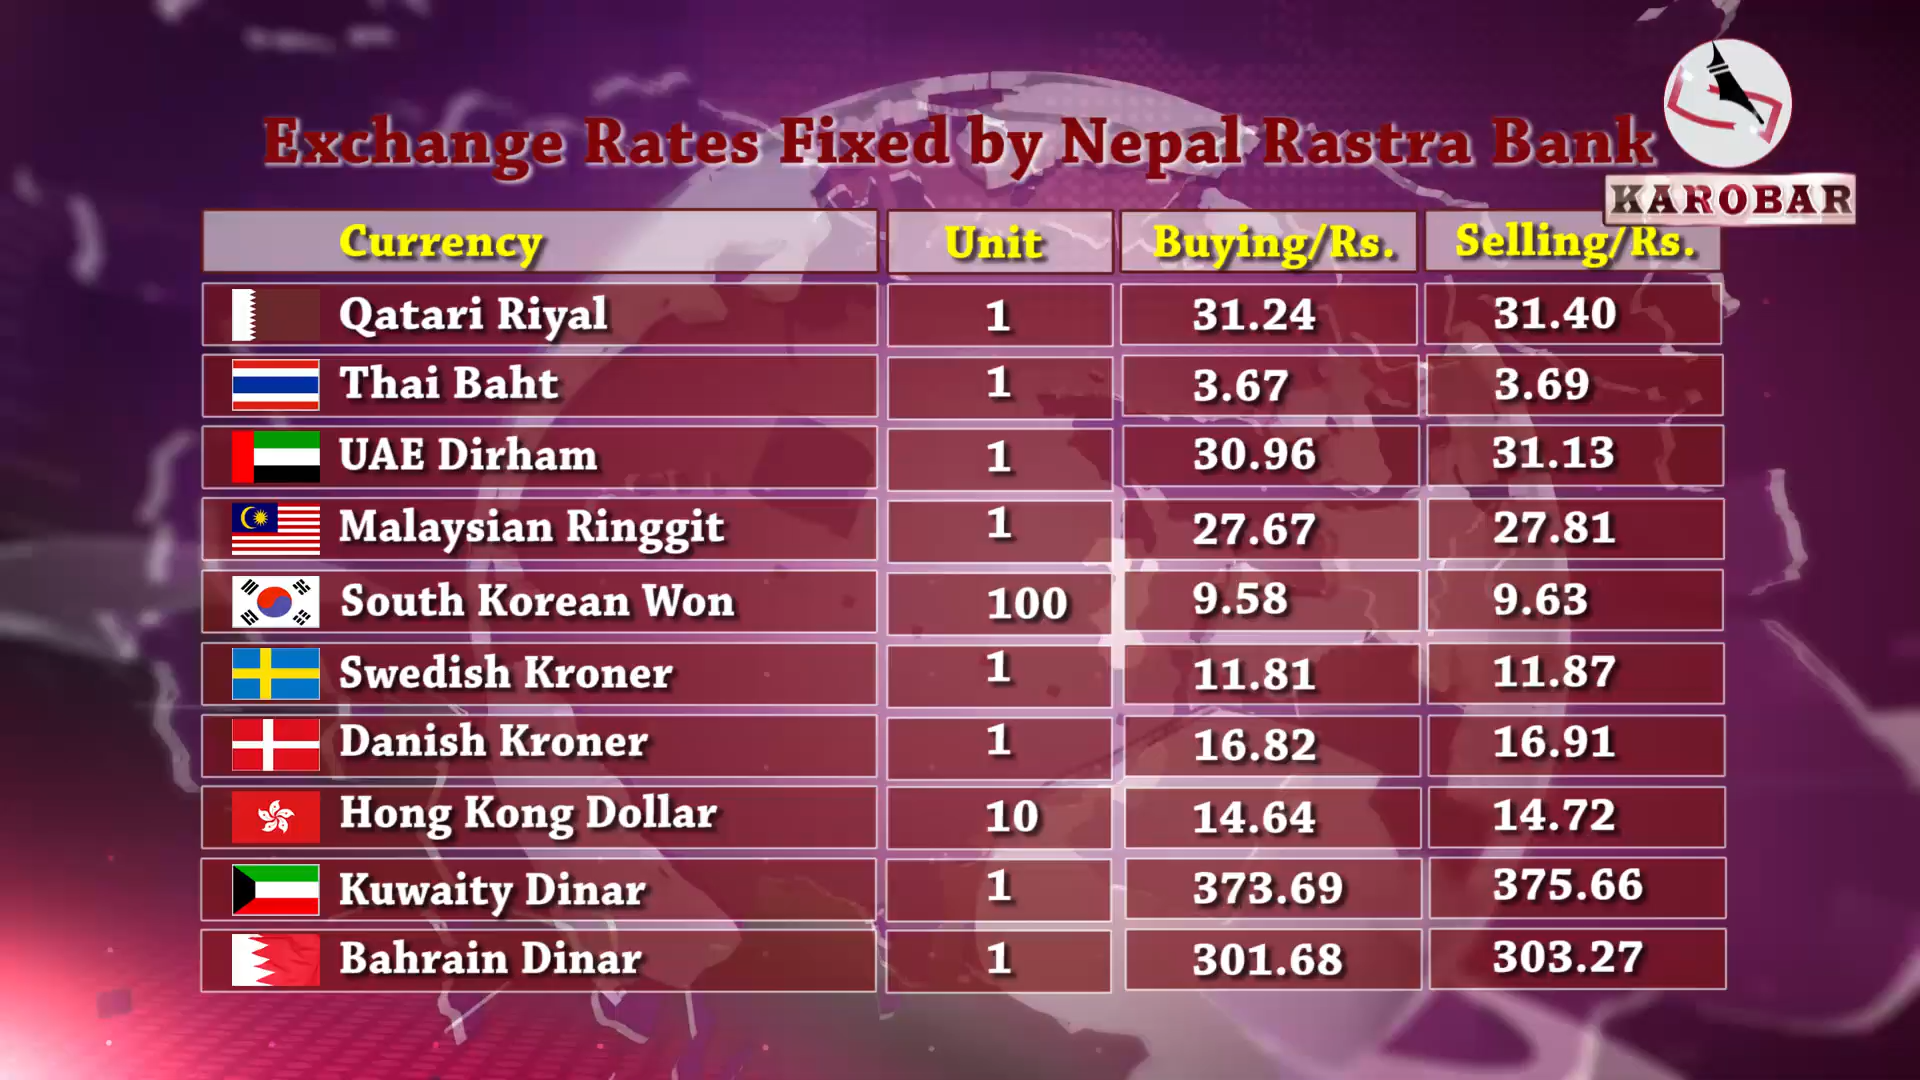 Exchange Rates Fixed by Nepal Rastra Bank
KAROBAR
Currency Unit Buying/Rs. Selling/Rs.
Qatari Riyal 1 31.24 31.40
Thai Baht 1 3.67 3.69
UAE Dirham 1 30.96 31.13
Malaysian Ringgit 1 27.67 27.81
South Korean Won 100 9.58 9.63
Swedish Kroner 1 11.81 11.87
Danish Kroner 1 16.82 16.91
Hong Kong Dollar 10 14.64 14.72
Kuwaity Dinar 1 373.69 375.66
Bahrain Dinar 1 301.68 303.27